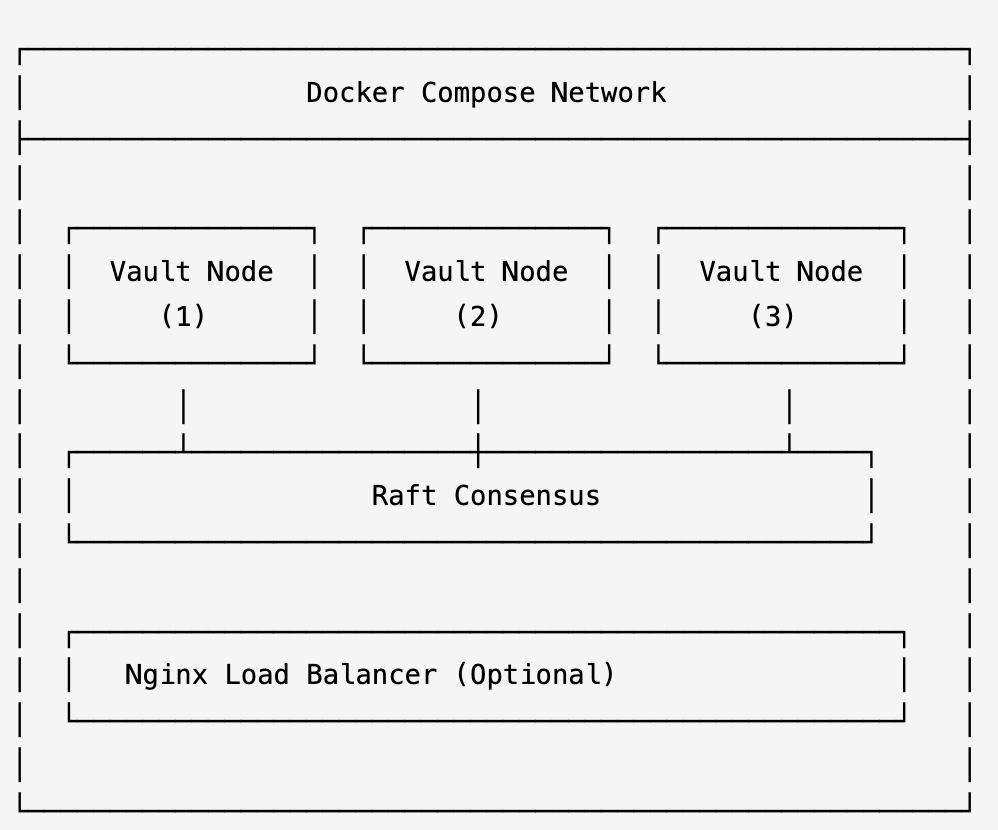 Docker Compose Network
Vault Node Vault Node Vault Node
(1) (2) (3)
Raft Consensus
Nginx Load Balancer (Optional)